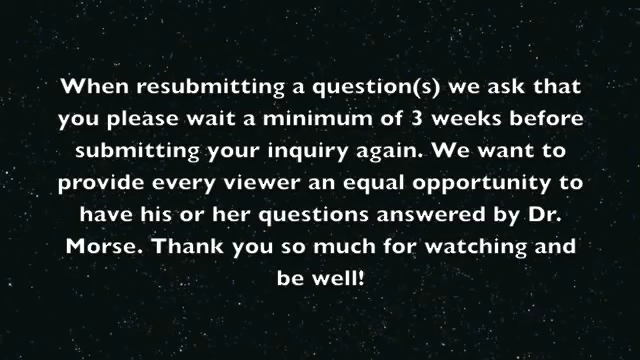 When resubmitting a question(s) we ask that
you please wait a minimum of 3 weeks before
submitting your inquiry again. We want to
provide every viewer an equal opportunity to
have his or her questions answered by Dr.
Morse. Thank you so much for watching and
be well!